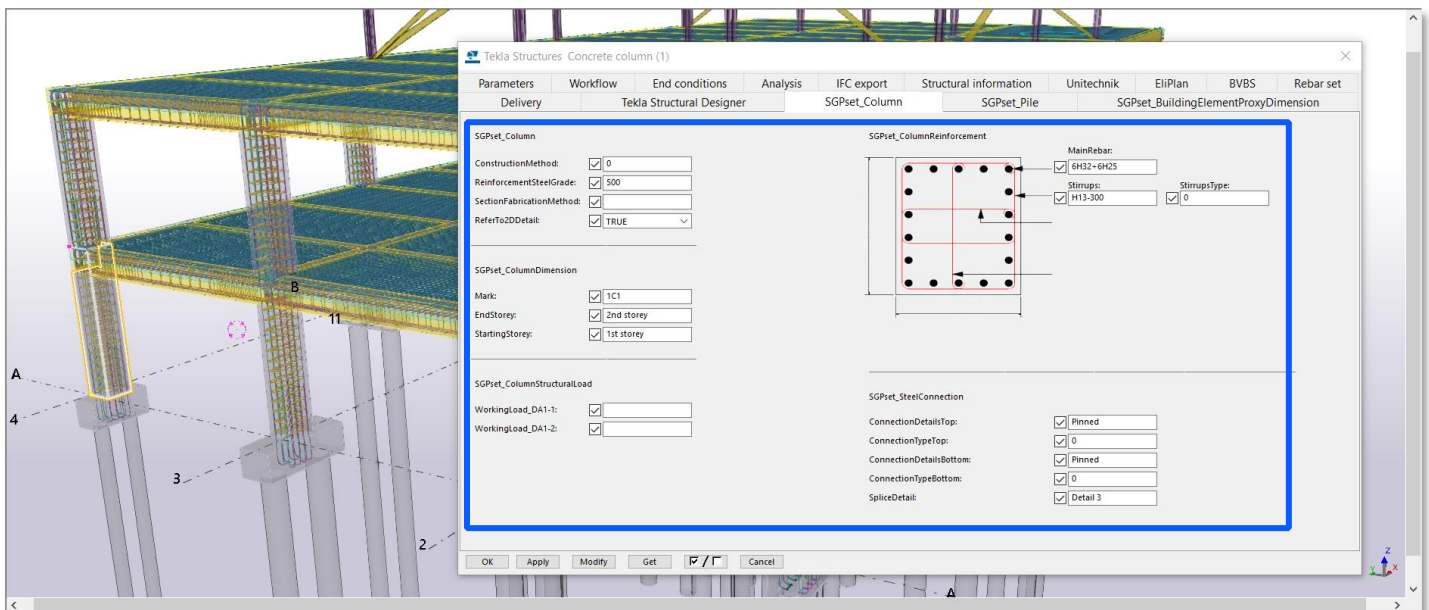 Tekla Structures Concrete column (1)
Parameters Workflow End conditions Analysis IFC export Structural information Unitechnik EliPlan BVBS Rebar set
Delivery Tekla Structural Designer SGPset_Column SGPset_Pile SGPset_BuildingElementProxyDimension
SGPset_Column
ConstructionMethod: 0
ReinforcementSteelGrade: 500
SectionFabricationMethod:
ReferTo2DDetail: TRUE
SGPset_ColumnDimension
Mark: 1C1
EndStorey: 2nd storey
StartingStorey: 1st storey
SGPset_ColumnStructuralLoad
WorkingLoad_DA1-1:
WorkingLoad_DA1-2:
SGPset_ColumnReinforcement
MainRebar:
6H32+6H25
Stirrups: StirrupsType:
H13-300 0
SGPset_SteelConnection
ConnectionDetailsTop: Pinned
ConnectionTypeTop: 0
ConnectionDetailsBottom: Pinned
ConnectionTypeBottom: 0
SpliceDetail: Detail 3
OK Apply Modify Get / Cancel
B
11
A
4
3
2
A
Z
Y X